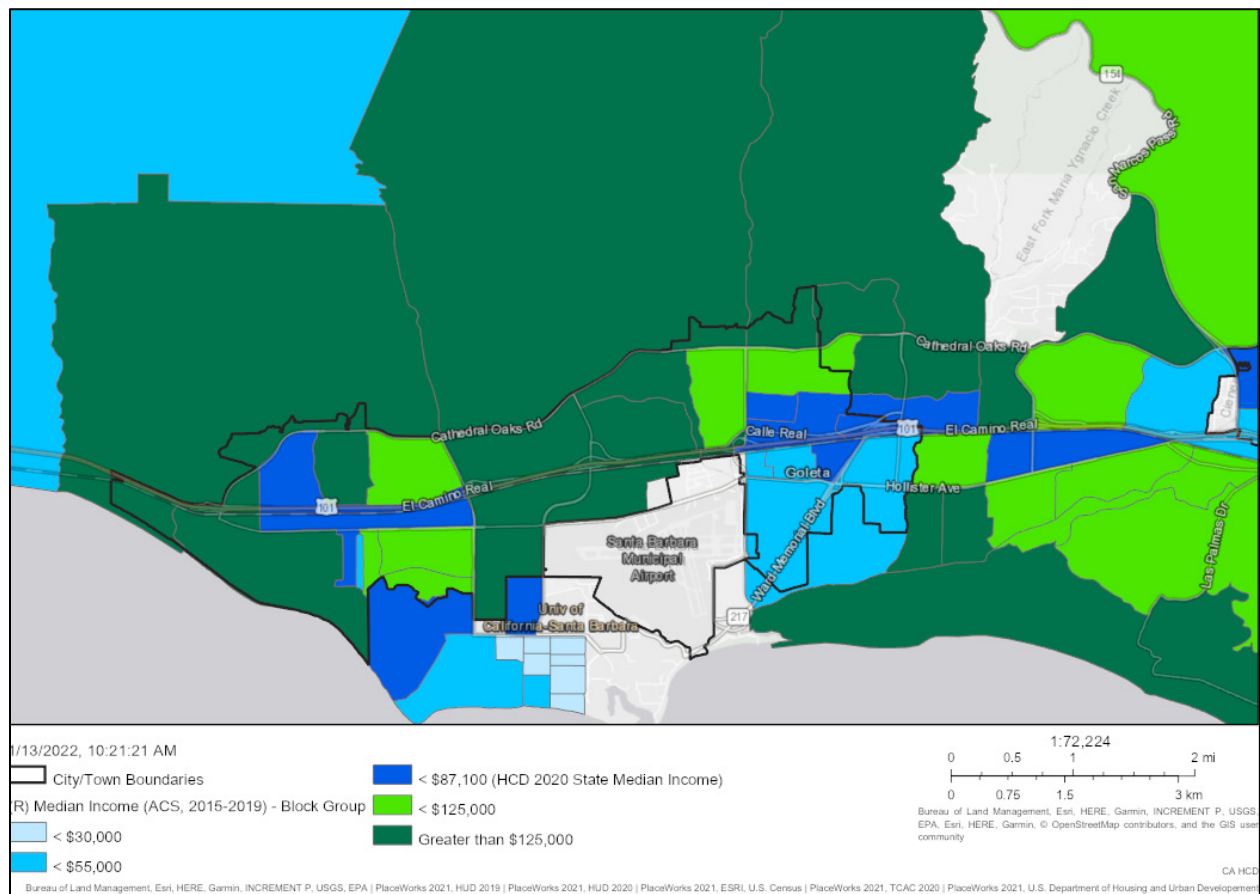 154
San Marcos Pass Rd
East Fork Maria Ygnacio Creek
Cathedral Oaks Rd
Cathedral Oaks Rd
Calle Real
101
El Camino Real
Goleta
Hollister Ave
101
El Camino Real
Santa Barbara
Municipal
Airport
Ward Memorial Blvd
Las Palmas Dr
Univ of
California-Santa Barbara
217
1/13/2022, 10:21:21 AM
City/Town Boundaries
(R) Median Income (ACS, 2015-2019) - Block Group
< $30,000
< $55,000
< $87,100 (HCD 2020 State Median Income)
< $125,000
Greater than $125,000
1:72,224
0 0.5 1 2 mi
0 0.75 1.5 3 km
Bureau of Land Management, Esri, HERE, Garmin, INCREMENT P, USGS,
EPA, Esri, HERE, Garmin, © OpenStreetMap contributors, and the GIS user
community
CA HCD
Bureau of Land Management, Esri, HERE, Garmin, INCREMENT P, USGS, EPA | PlaceWorks 2021, HUD 2019 | PlaceWorks 2021, HUD 2020 | PlaceWorks 2021, ESRI, U.S. Census | PlaceWorks 2021, TCAC 2020 | PlaceWorks 2021, U.S. Department of Housing and Urban Development